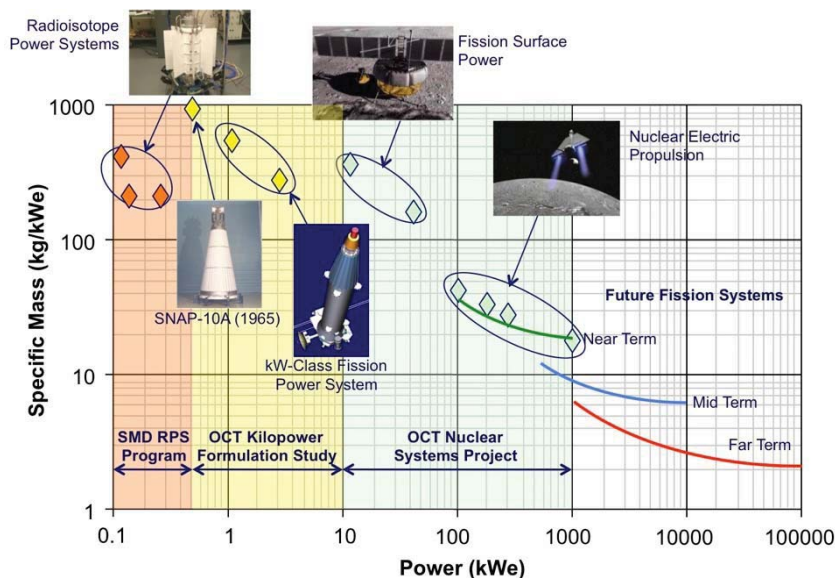 Radioisotope
Power Systems
Fission Surface
Power
Nuclear Electric
Propulsion
1000
100
10
1
Specific Mass (kg/kWe)
SNAP-10A (1965)
kW-Class Fission
Power System
Future Fission Systems
Near Term
Mid Term
Far Term
SMD RPS
Program
OCT Kilopower
Formulation Study
OCT Nuclear
Systems Project
0.1
1
10
100
1000
10000
100000
Power (kWe)